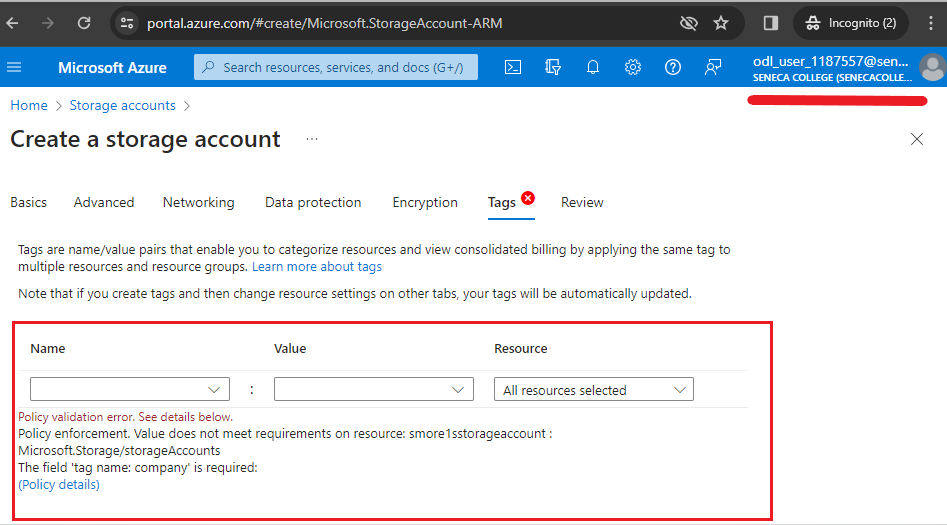 portal.azure.com/#create/Microsoft.StorageAccount-ARM
Incognito (2)
Microsoft Azure
Search resources, services, and docs (G+/)
odl_user_1187557@sen...
SENECA COLLEGE (SENECACOLLE...
Home > Storage accounts >
Create a storage account ...
Basics Advanced Networking Data protection Encryption Tags Review
Tags are name/value pairs that enable you to categorize resources and view consolidated billing by applying the same tag to
multiple resources and resource groups. Learn more about tags
Note that if you create tags and then change resource settings on other tabs, your tags will be automatically updated.
Name Value Resource
: All resources selected
Policy validation error. See details below.
Policy enforcement. Value does not meet requirements on resource: smore1sstorageaccount :
Microsoft.Storage/storageAccounts
The field 'tag name: company' is required:
(Policy details)